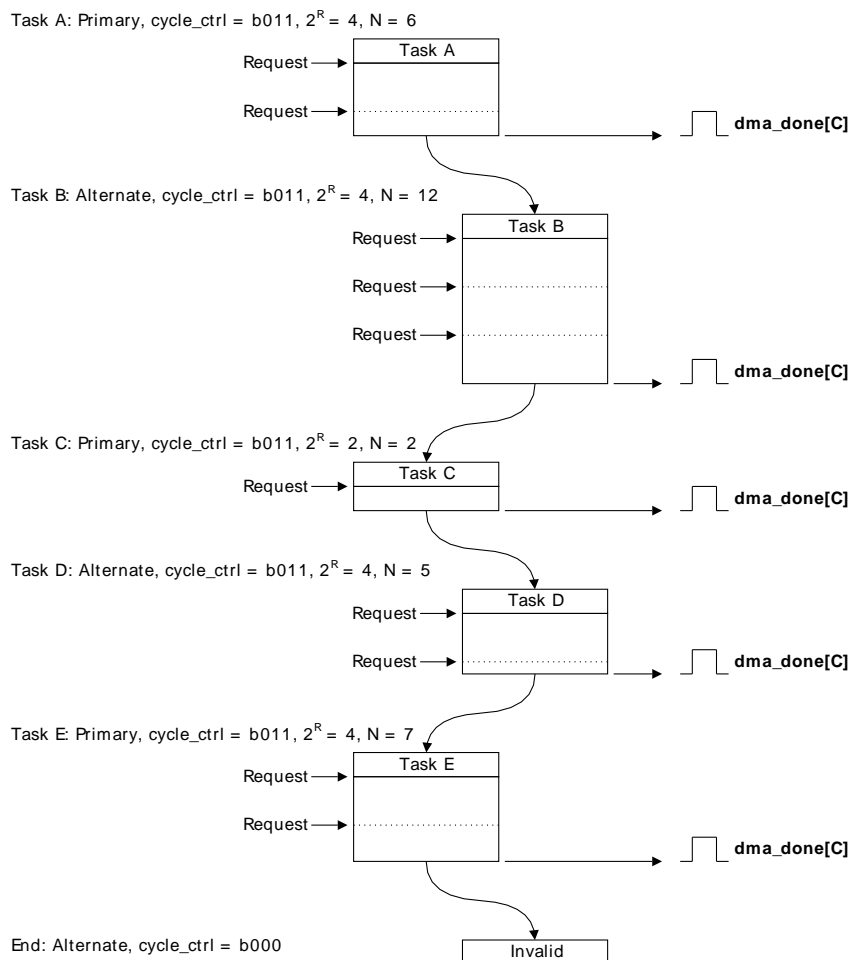 Task A: Primary, cycle_ctrl = b011, 2^R = 4, N = 6
Task A
Request
Request
dma_done[C]
Task B: Alternate, cycle_ctrl = b011, 2^R = 4, N = 12
Task B
Request
Request
Request
dma_done[C]
Task C: Primary, cycle_ctrl = b011, 2^R = 2, N = 2
Task C
Request
dma_done[C]
Task D: Alternate, cycle_ctrl = b011, 2^R = 4, N = 5
Task D
Request
Request
dma_done[C]
Task E: Primary, cycle_ctrl = b011, 2^R = 4, N = 7
Task E
Request
Request
dma_done[C]
End: Alternate, cycle_ctrl = b000
Invalid